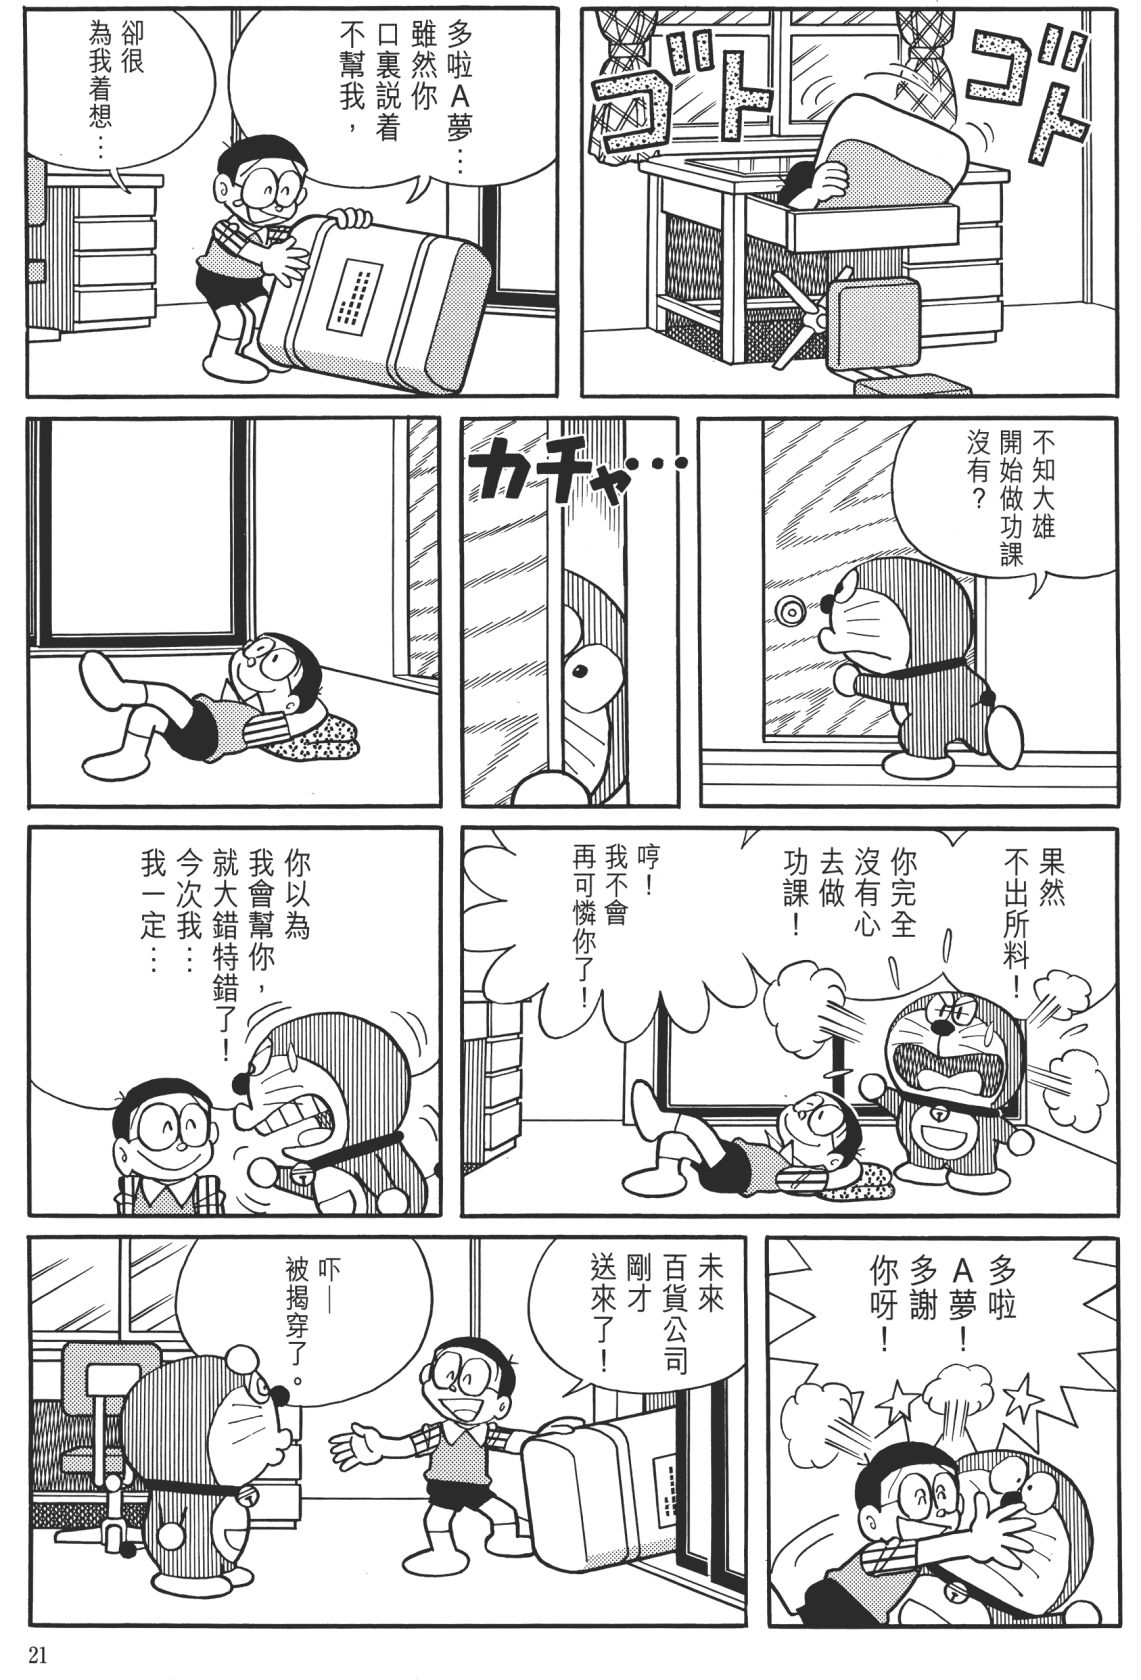 ゴトゴト
多啦A夢…
雖然你
口裏説着
不幫我，
卻很
為我着想…
不知大雄
開始做功課
沒有？
カチャ…
果然
不出所料！
你完全
沒有心
去做
功課！
哼！
我不會
再可憐你了！
你以為
我會幫你，
就大錯特錯了！
今次我…
我一定…
多啦
A夢！
多謝
你呀！
未來
百貨公司
剛才
送來了！
吓—
被揭穿了。
21